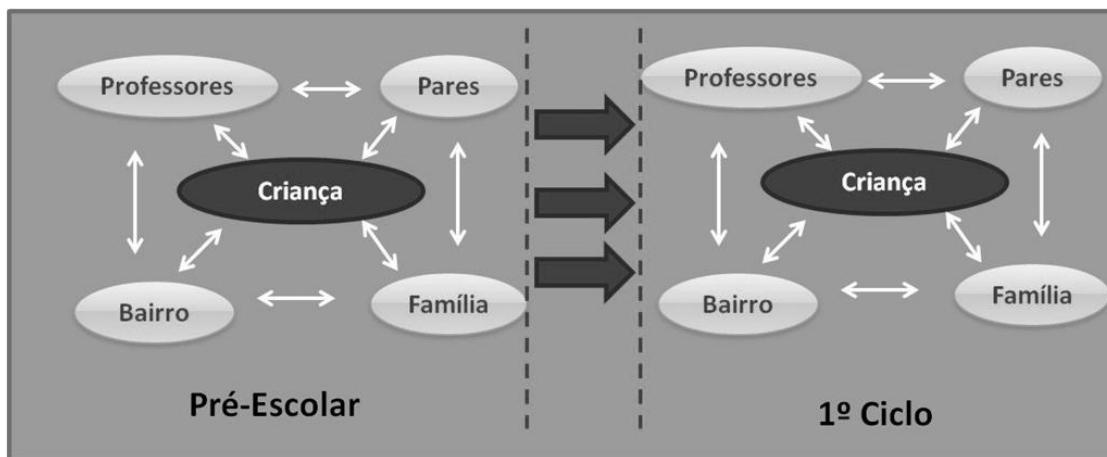 Professores
Pares
Criança
Bairro
Família
Pré-Escolar
Professores
Pares
Criança
Bairro
Família
1º Ciclo